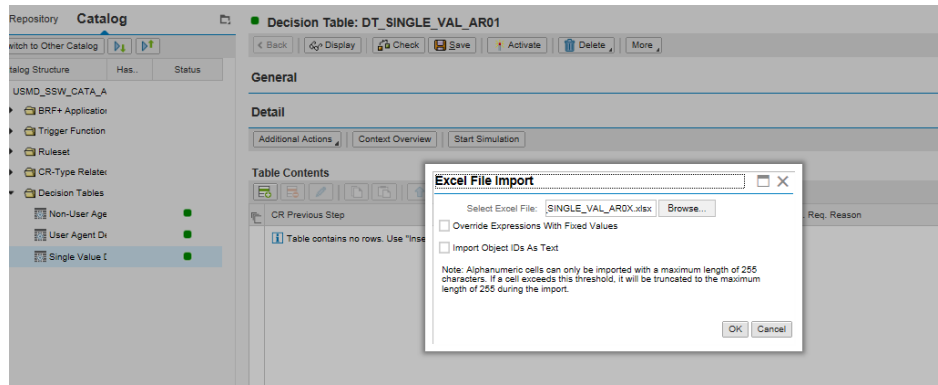 Repository Catalog
Decision Table: DT_SINGLE_VAL_AR01
witch to Other Catalog
Back Display Check Save Activate Delete More
talog Structure Has.. Status
General
USMD_SSW_CATA_A
BRF+ Application
Detail
Trigger Function
Additional Actions Context Overview Start Simulation
Ruleset
CR-Type Relate
Table Contents
Decision Tables
Excel File Import
Non-User Age
CR Previous Step
Select Excel File: SINGLE_VAL_AR0X.xlsx Browse...
Req. Reason
User Agent De
Table contains no rows. Use "Inse
Override Expressions With Fixed Values
Single Value
Import Object IDs As Text
Note: Alphanumeric cells can only be imported with a maximum length of 255
characters. If a cell exceeds this threshold, it will be truncated to the maximum
length of 255 during the import.
OK Cancel